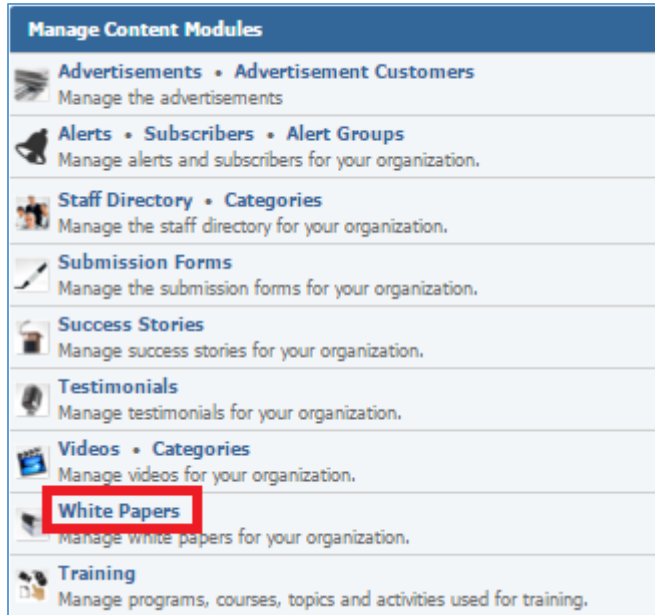 Manage Content Modules
Advertisements • Advertisement Customers
Manage the advertisements
Alerts • Subscribers • Alert Groups
Manage alerts and subscribers for your organization.
Staff Directory • Categories
Manage the staff directory for your organization.
Submission Forms
Manage the submission forms for your organization.
Success Stories
Manage success stories for your organization.
Testimonials
Manage testimonials for your organization.
Videos • Categories
Manage videos for your organization.
White Papers
Manage white papers for your organization.
Training
Manage programs, courses, topics and activities used for training.